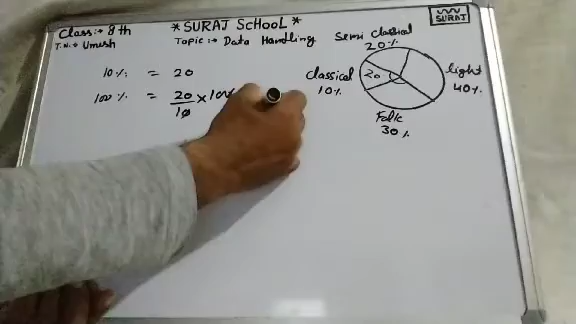 Class:- 8th
* SURAJ SCHOOL *
SURAJ
T.N:- Umesh
Topic:- Data Handling
Semi Classical
20%
10% = 20
100% = 20/10 × 100
Classical
10%
20
light
40%
Folk
30%